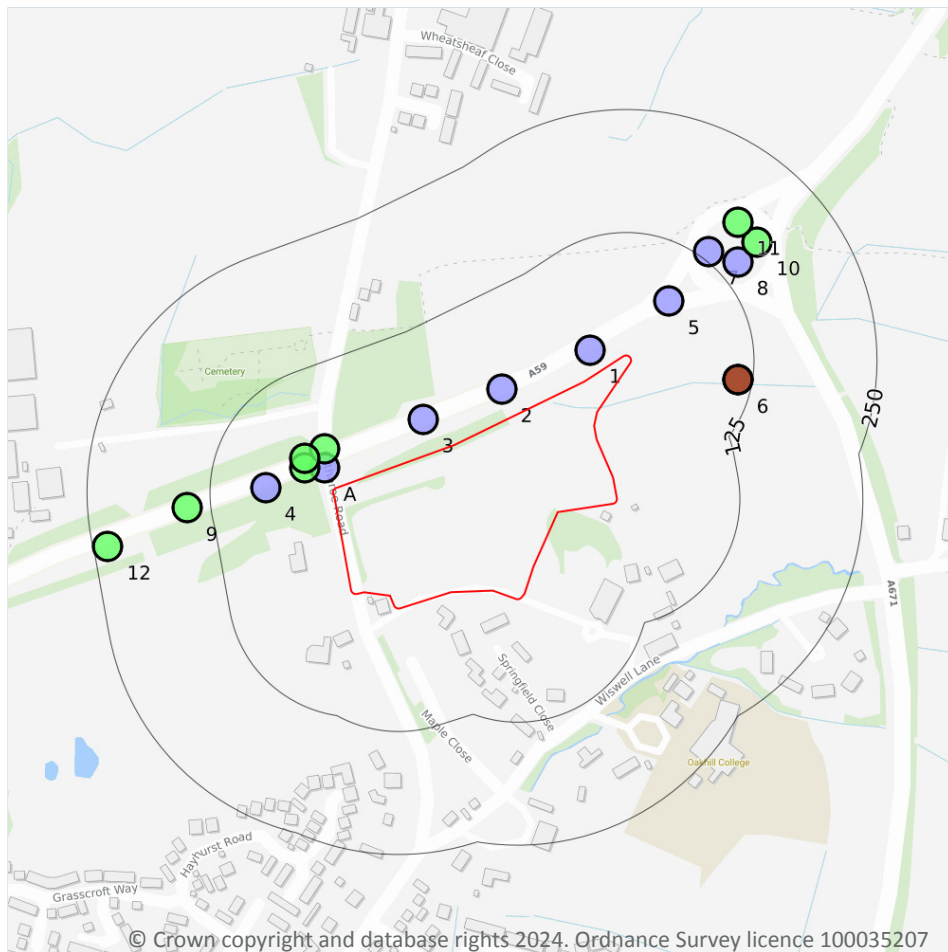 Wheatsheaf Close
11
10
7
8
5
A59
1
Cemetery
6
2
250
125
3
A
4
9
12
A671
Wiswell Lane
Springfield Close
Maple Close
Oakhill College
Hayhurst Road
Grasscroft Way
© Crown copyright and database rights 2024. Ordnance Survey licence 100035207